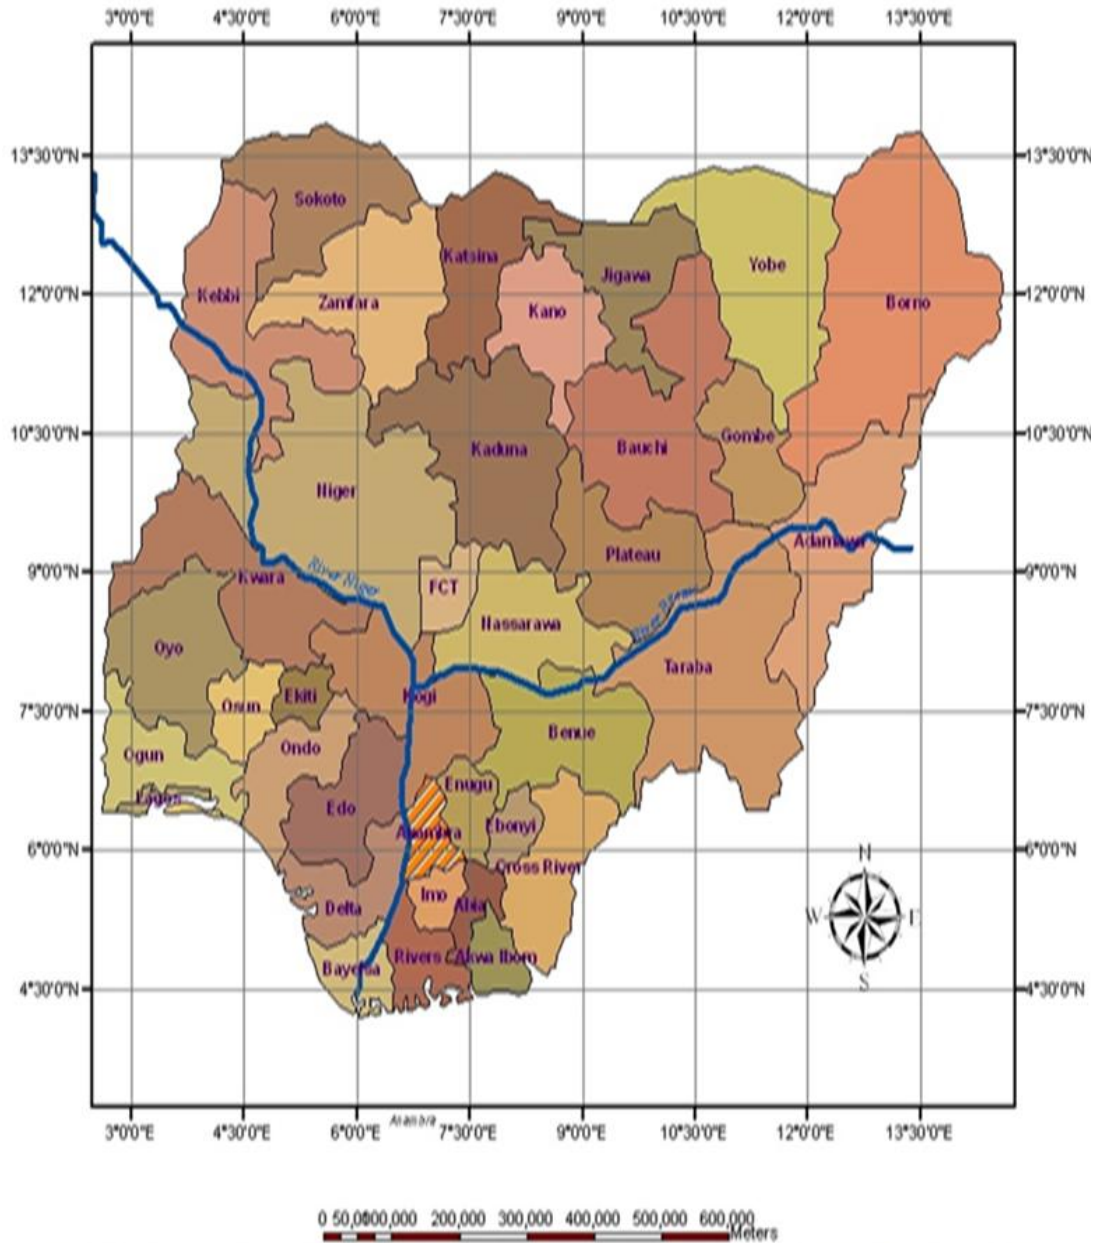 3°0'0"E 4°30'0"E 6°0'0"E 7°30'0"E 9°0'0"E 10°30'0"E 12°0'0"E 13°30'0"E
13°30'0"N 13°30'0"N
Sokoto
Katsina
Yobe
Jigawa
12°0'0"N Kebbi Zamfara Kano Borno 12°0'0"N
10°30'0"N Kaduna Bauchi Gombe 10°30'0"N
Niger
Plateau Adamawa
9°0'0"N Kwara River Niger FCT 9°0'0"N
Nassarawa River Benue
Oyo Taraba
Ekiti Kogi
7°30'0"N Osun 7°30'0"N
Ogun Ondo Benue
Lagos Enugu
Edo Anambra Ebonyi
6°0'0"N Cross River 6°0'0"N
N
Delta Imo Abia W E
Bayelsa Rivers Akwa Ibom
S
4°30'0"N 4°30'0"N
3°0'0"E 4°30'0"E 6°0'0"E Anambra 7°30'0"E 9°0'0"E 10°30'0"E 12°0'0"E 13°30'0"E
0 50,00 100,000 200,000 300,000 400,000 500,000 600,000
Meters